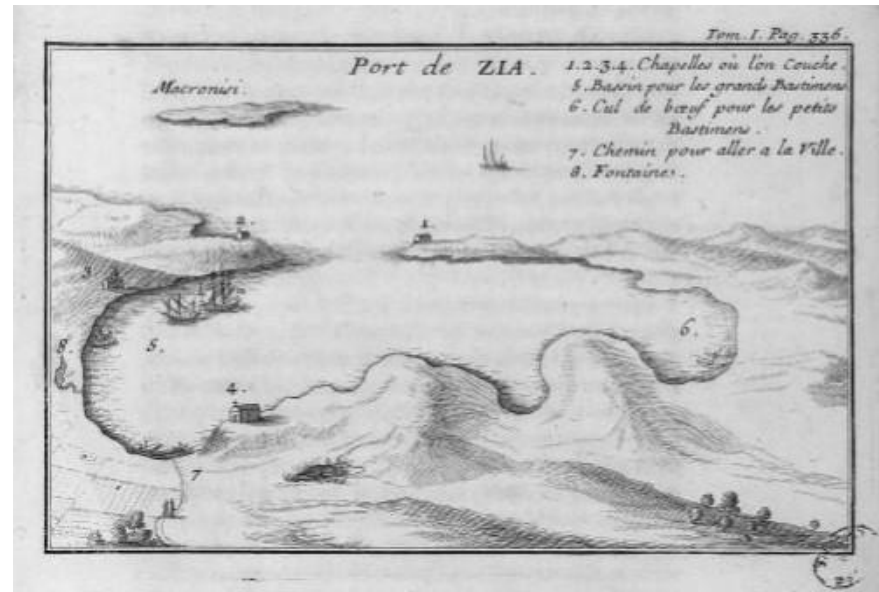 Tom. I. Pag. 336.
Port de ZIA.
1.2.3.4. Chapelles où l'on Couche.
5. Bassin pour les grands Bastimens
6. Cul de bœuf pour les petits
Bastimens.
7. Chemin pour aller a la Ville.
8. Fontaines.
Macronisi.
2.
1.
3.
8.
5.
6.
4.
7